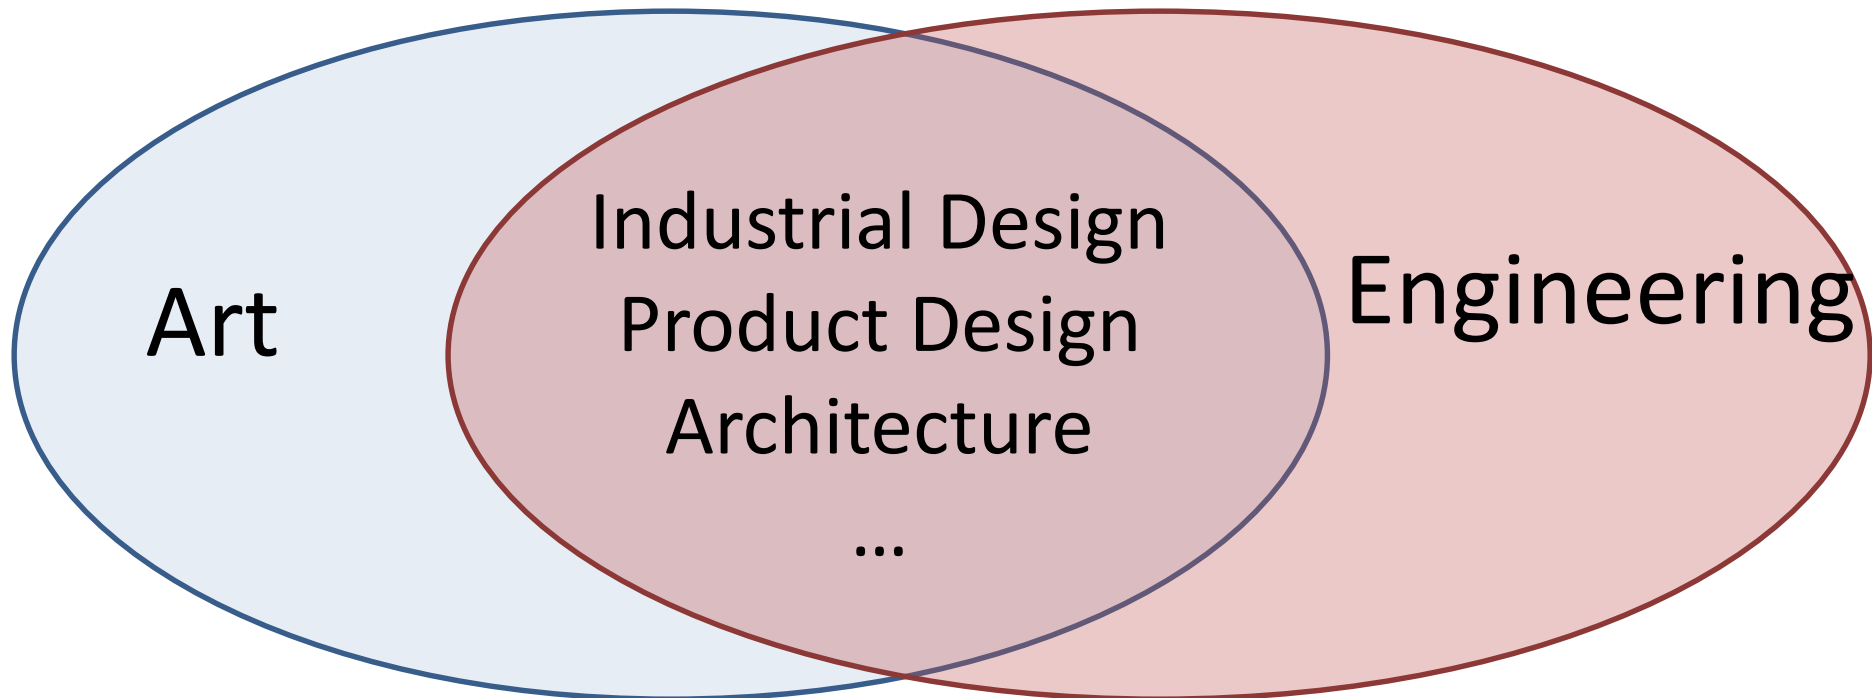 Art
Industrial Design
Product Design
Architecture
…
Engineering